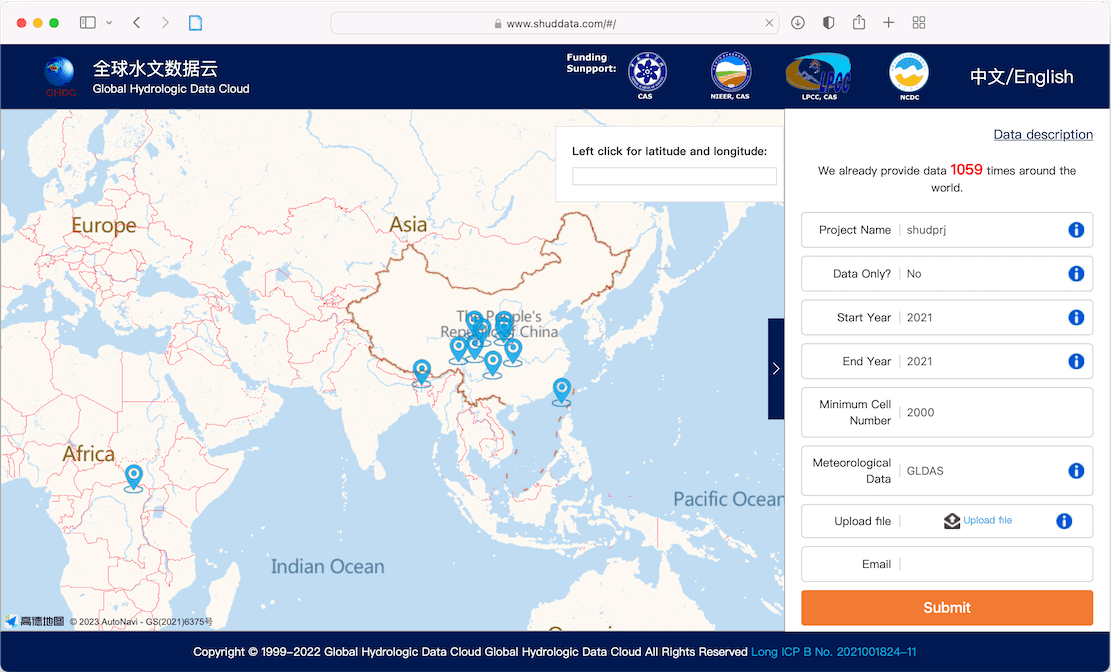 www.shuddata.com/#/
全球水文数据云
Global Hydrologic Data Cloud
GHDC
Funding
Sunpport:
CAS
NIEER, CAS
LPCC
LPCC, CAS
NCDC
中文/English
Left click for latitude and longitude:
Europe
Asia
The People's
Republic of China
Africa
Pacific Ocean
Indian Ocean
高德地图 © 2023 AutoNavi - GS(2021)6375号
Data description
We already provide data 1059 times around the
world.
Project Name shudprj
Data Only? No
Start Year 2021
End Year 2021
Minimum Cell
Number 2000
Meteorological
Data GLDAS
Upload file Upload file
Email
Submit
Copyright © 1999-2022 Global Hydrologic Data Cloud Global Hydrologic Data Cloud All Rights Reserved Long ICP B No. 2021001824-11